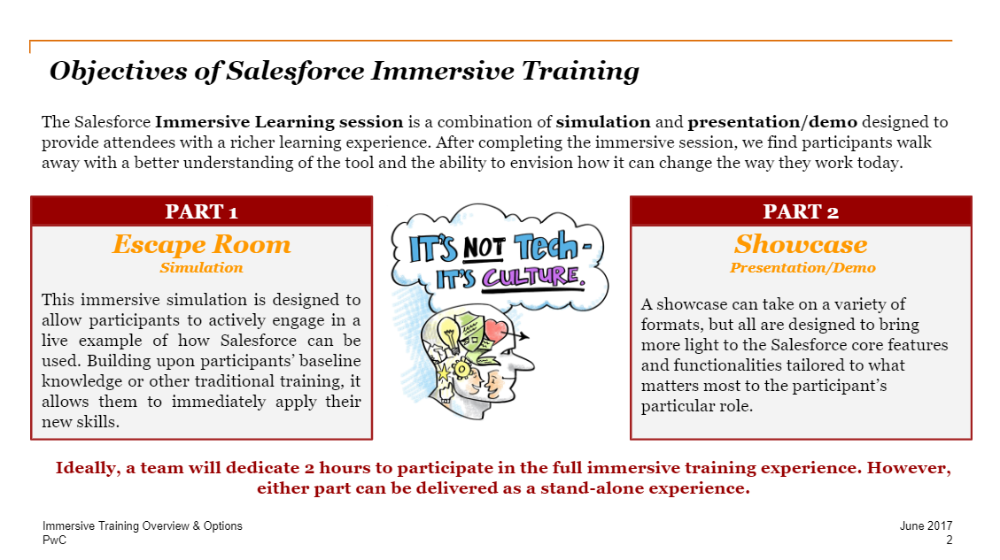 Objectives of Salesforce Immersive Training
The Salesforce Immersive Learning session is a combination of simulation and presentation/demo designed to
provide attendees with a richer learning experience. After completing the immersive session, we find participants walk
away with a better understanding of the tool and the ability to envision how it can change the way they work today.
PART 1
Escape Room
Simulation
This immersive simulation is designed to
allow participants to actively engage in a
live example of how Salesforce can be
used. Building upon participants’ baseline
knowledge or other traditional training, it
allows them to immediately apply their
new skills.
IT'S NOT Tech -
IT'S CULTURE.
PART 2
Showcase
Presentation/Demo
A showcase can take on a variety of
formats, but all are designed to bring
more light to the Salesforce core features
and functionalities tailored to what
matters most to the participant’s
particular role.
Ideally, a team will dedicate 2 hours to participate in the full immersive training experience. However,
either part can be delivered as a stand-alone experience.
Immersive Training Overview & Options
PwC
June 2017
2